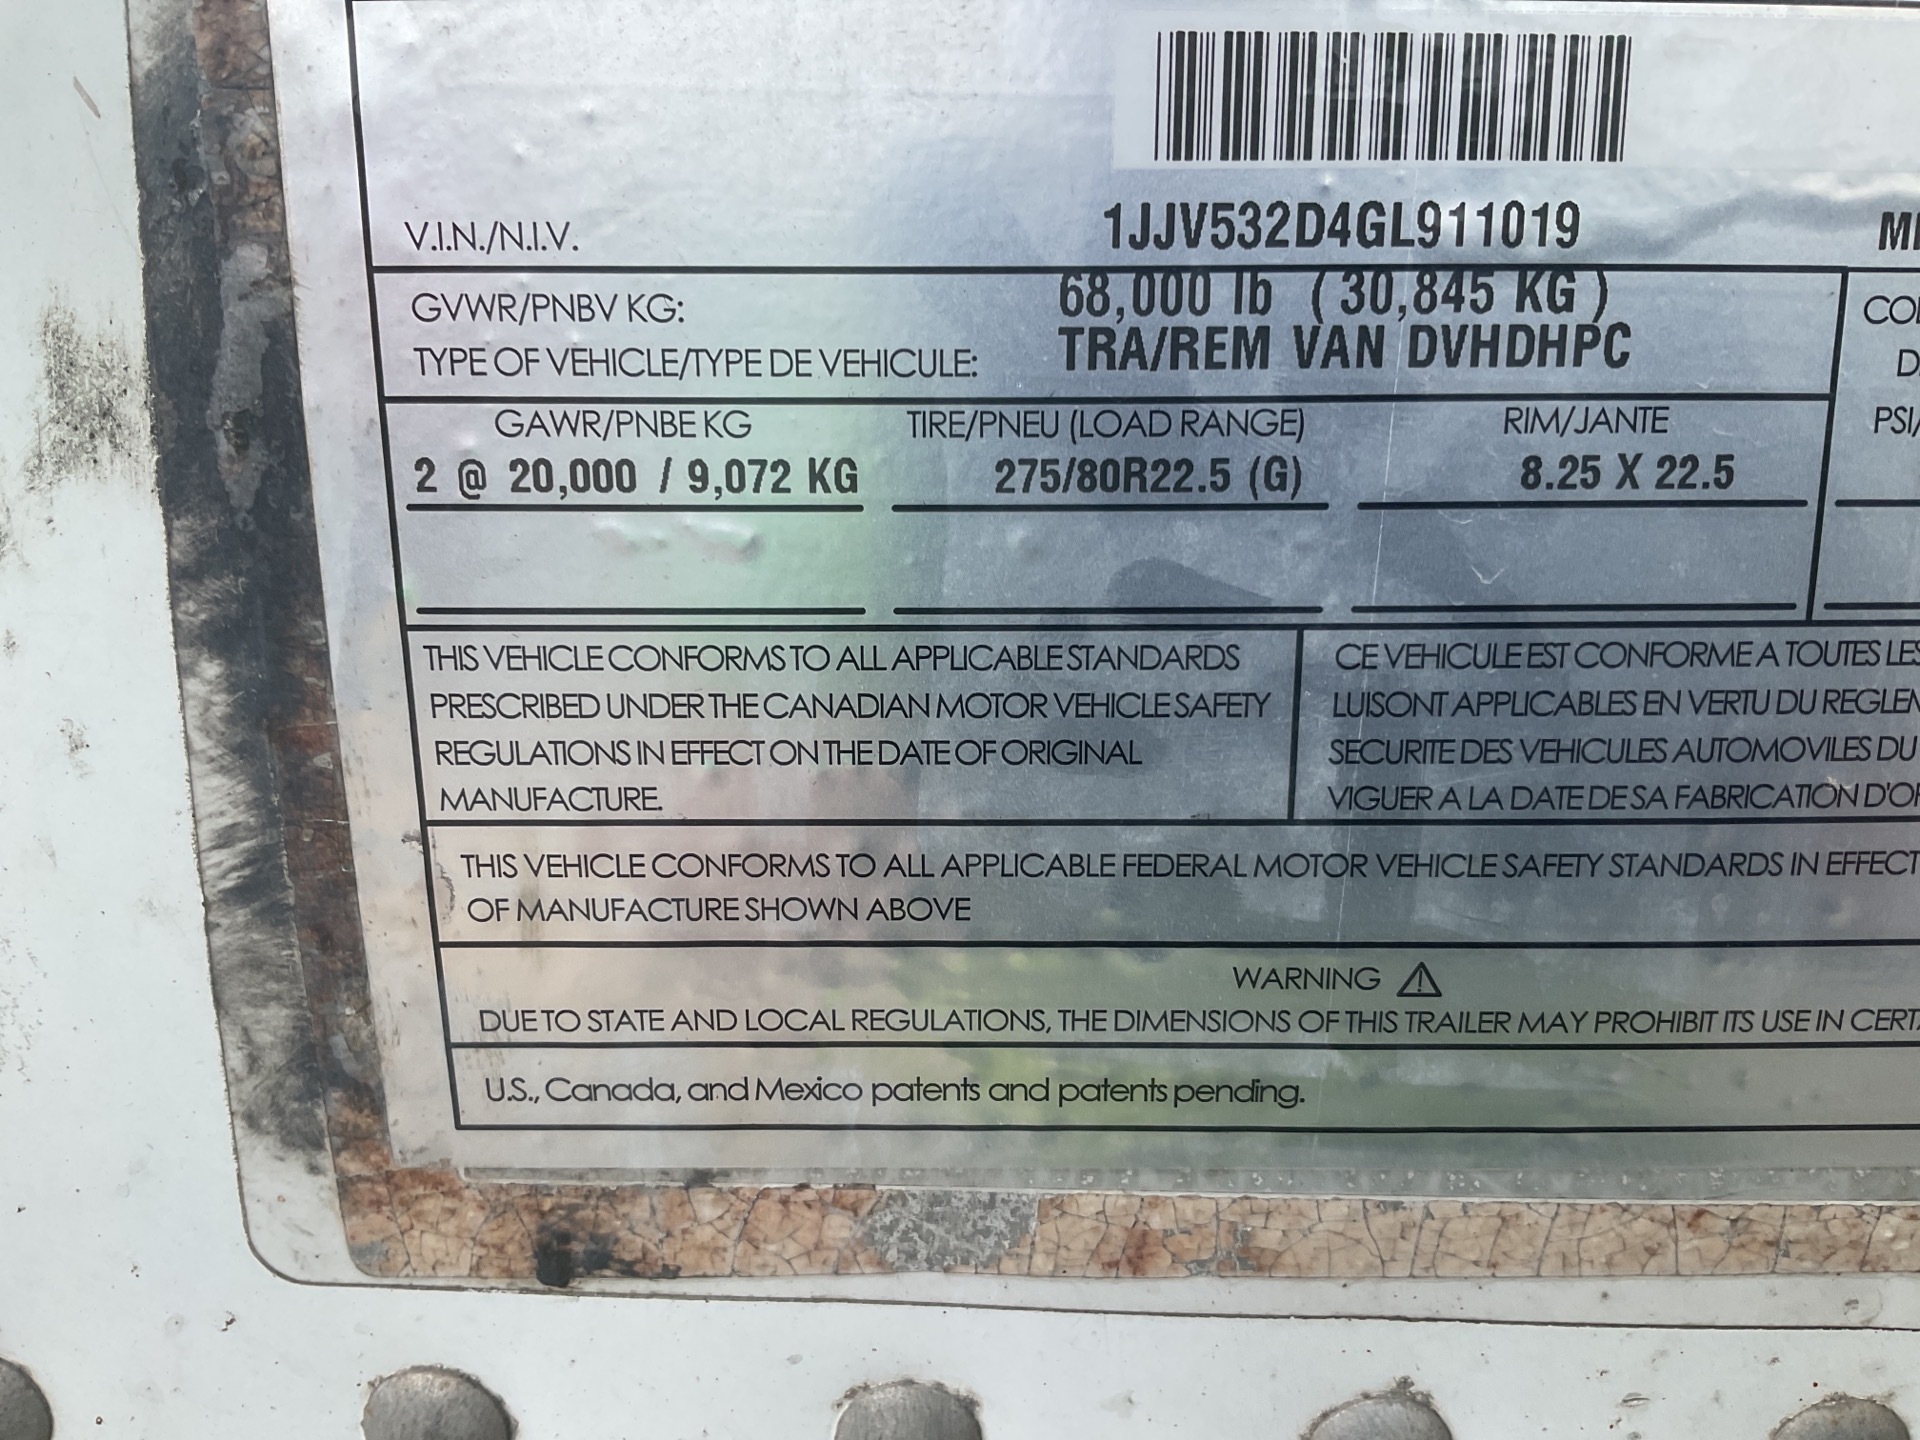 1JJV532D4GL911019
V.I.N./N.I.V.
GVWR/PNBV KG: 68,000 lb (30,845 KG)
TYPE OF VEHICLE/TYPE DE VEHICULE: TRA/REM VAN DVHDHPC
GAWR/PNBE KG TIRE/PNEU (LOAD RANGE) RIM/JANTE PSI/
2 @ 20,000 / 9,072 KG 275/80R22.5 (G) 8.25 X 22.5
THIS VEHICLE CONFORMS TO ALL APPLICABLE STANDARDS
PRESCRIBED UNDER THE CANADIAN MOTOR VEHICLE SAFETY
REGULATIONS IN EFFECT ON THE DATE OF ORIGINAL
MANUFACTURE.
CE VEHICULE EST CONFORME A TOUTES LES
LUISONT APPLICABLES EN VERTU DU
SECURITE DES VEHICULES AUTOMOVILES DU
VIGUER A LA DATE DE SA FABRICATION
THIS VEHICLE CONFORMS TO ALL APPLICABLE FEDERAL MOTOR VEHICLE SAFETY STANDARDS IN EFFECT
OF MANUFACTURE SHOWN ABOVE
WARNING ⚠
DUE TO STATE AND LOCAL REGULATIONS, THE DIMENSIONS OF THIS TRAILER MAY PROHIBIT ITS USE IN
U.S., Canada, and Mexico patents and patents pending.